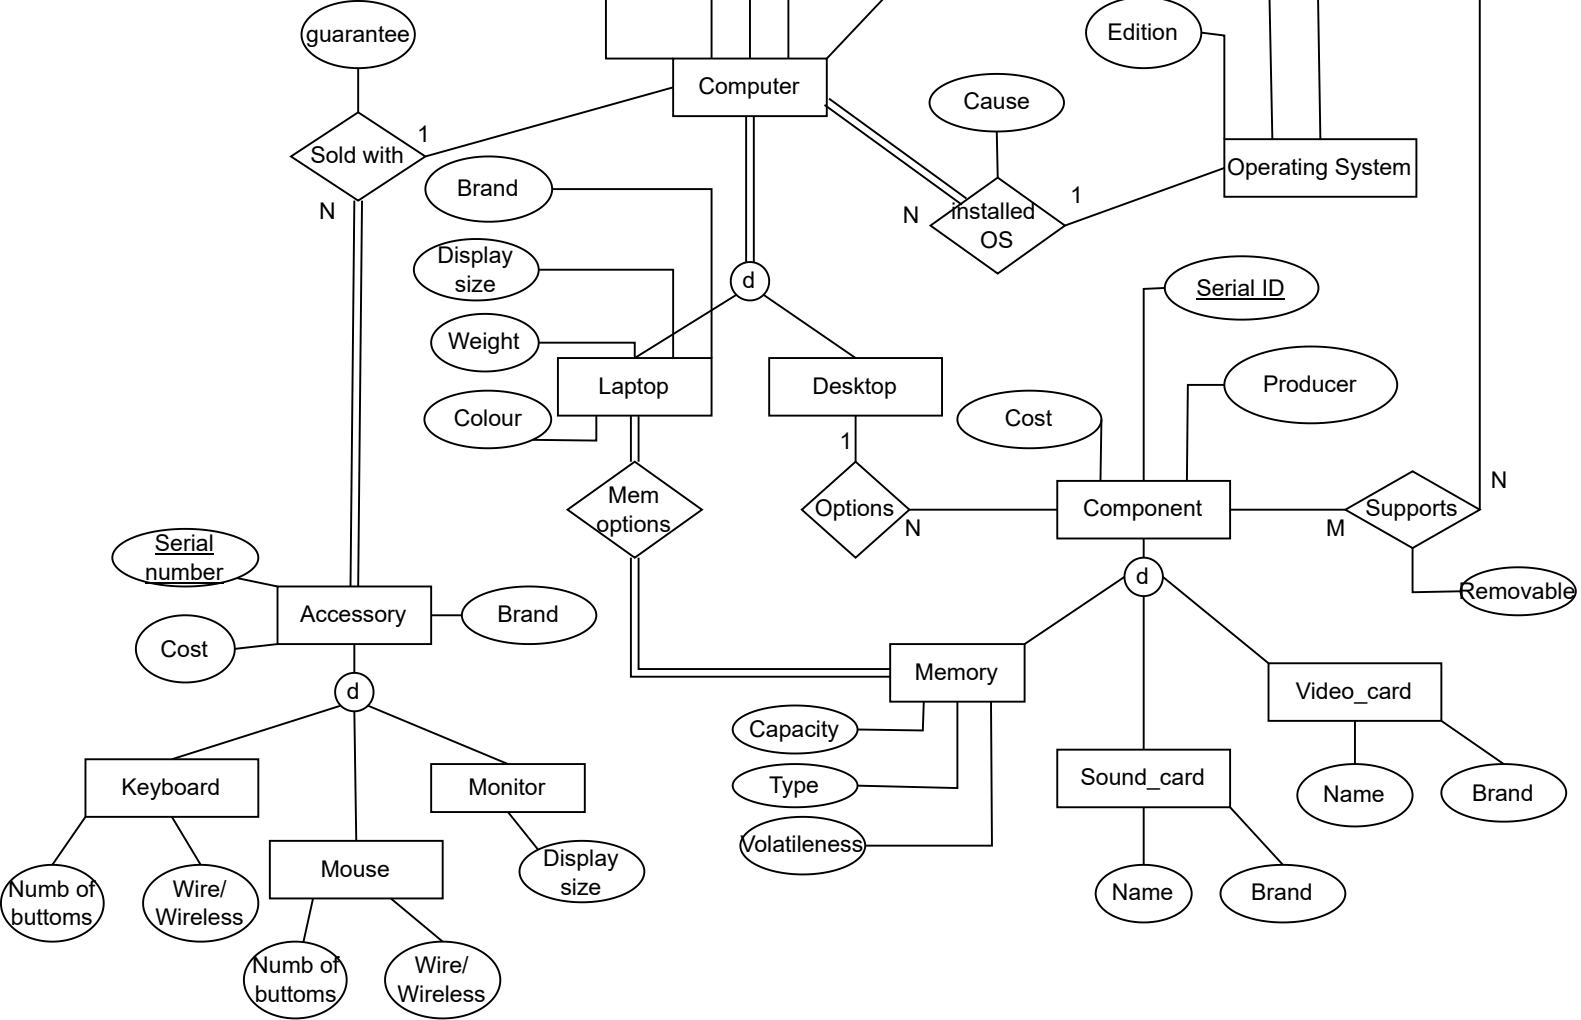 guarantee
Edition
Computer
Cause
1
Sold with
Operating System
Brand
1
N
N
installed
OS
Display
size
d
Serial ID
Weight
Laptop
Desktop
Producer
Colour
Cost
1
N
Mem
options
Options
Component
Supports
N
M
Serial
number
d
Removable
Accessory
Brand
Cost
Memory
d
Video_card
Capacity
Keyboard
Monitor
Type
Sound_card
Name
Brand
Volatileness
Mouse
Display
size
Numb of
buttoms
Wire/
Wireless
Name
Brand
Numb of
buttoms
Wire/
Wireless